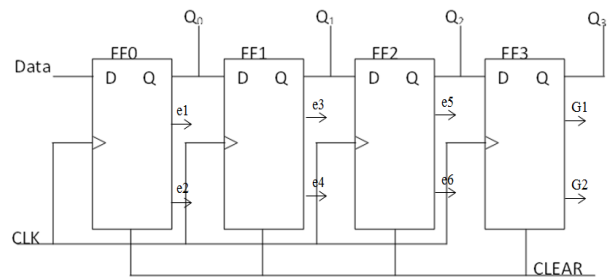 Q0 Q1 Q2 Q3
FF0 FF1 FF2 FF3
Data D Q D Q D Q D Q
e1 e3 e5 G1
e2 e4 e6 G2
CLK
CLEAR